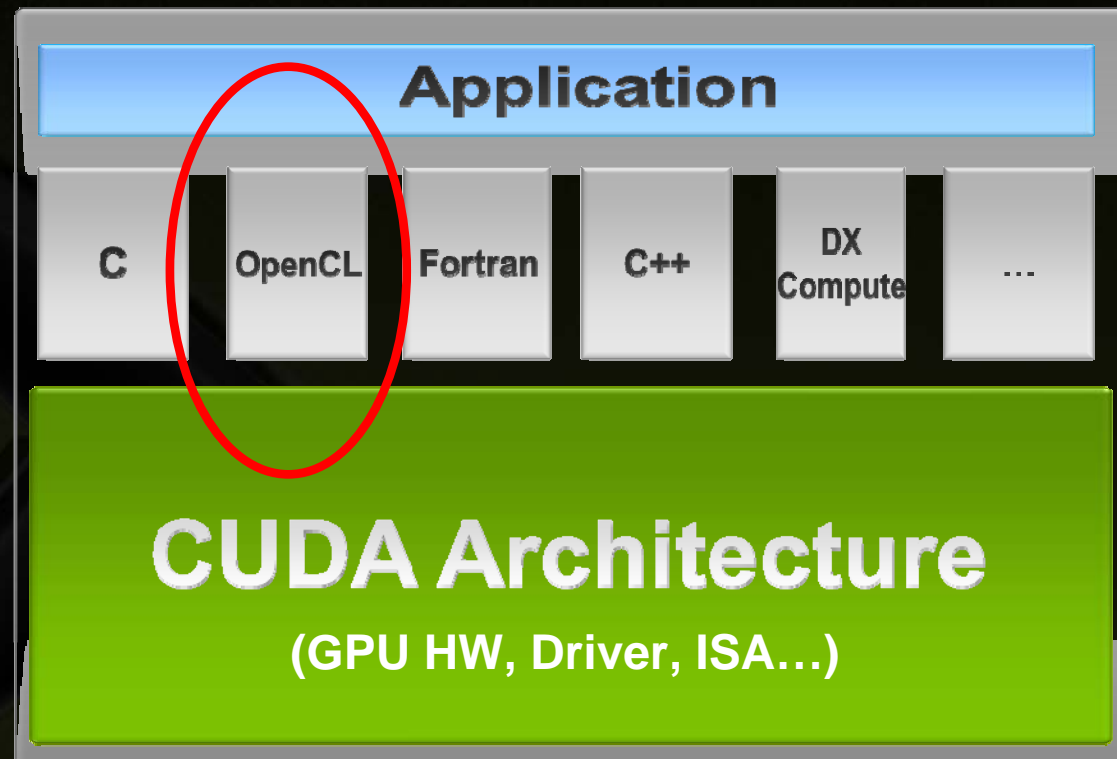 Application
C
OpenCL
Fortran
C++
DX
Compute
...
CUDA Architecture
(GPU HW, Driver, ISA…)